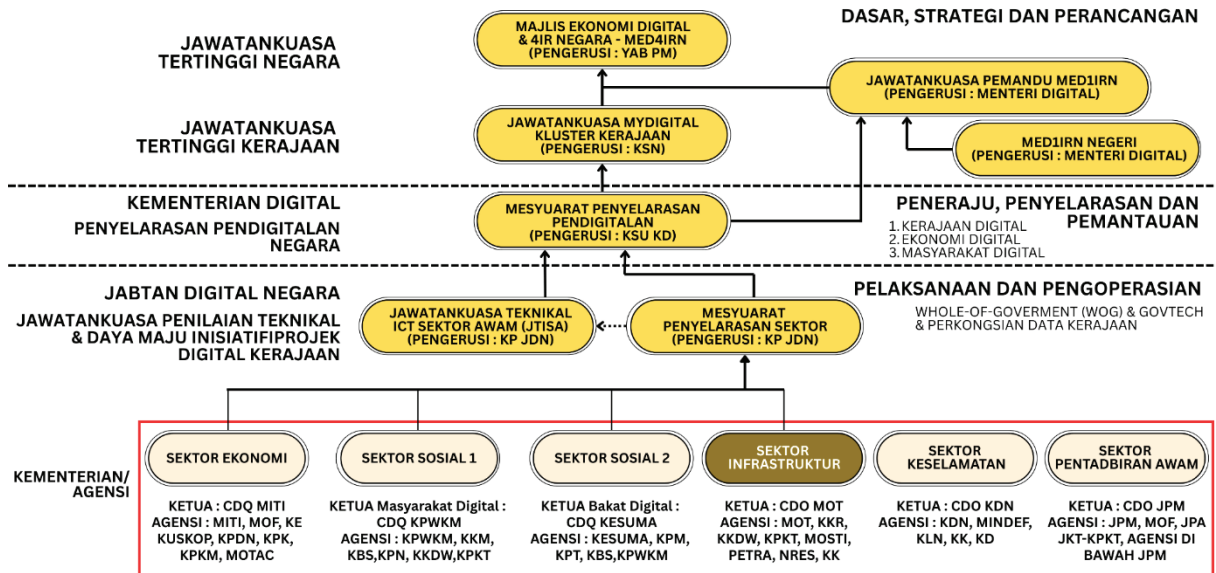 MAJLIS EKONOMI DIGITAL
& 4IR NEGARA - MED4IRN
(PENGERUSI : YAB PM)
DASAR, STRATEGI DAN PERANCANGAN
JAWATANKUASA
TERTINGGI NEGARA
JAWATANKUASA PEMANDU MED1IRN
(PENGERUSI : MENTERI DIGITAL)
JAWATANKUASA
TERTINGGI KERAJAAN
JAWATANKUASA MYDIGITAL
KLUSTER KERAJAAN
(PENGERUSI : KSN)
MED1IRN NEGERI
(PENGERUSI : MENTERI DIGITAL)
KEMENTERIAN DIGITAL
PENYELARASAN PENDIGITALAN
NEGARA
MESYUARAT PENYELARASAN
PENDIGITALAN
(PENGERUSI : KSU KD)
PENERAJU, PENYELARASAN DAN
PEMANTAUAN
1. KERAJAAN DIGITAL
2. EKONOMI DIGITAL
3. MASYARAKAT DIGITAL
JABTAN DIGITAL NEGARA
JAWATANKUASA PENILAIAN TEKNIKAL
& DAYA MAJU INISIATIFIPROJEK
DIGITAL KERAJAAN
JAWATANKUASA TEKNIKAL
ICT SEKTOR AWAM (JTISA)
(PENGERUSI : KP JDN)
MESYUARAT
PENYELARASAN SEKTOR
(PENGERUSI : KP JDN)
PELAKSANAAN DAN PENGOPERASIAN
WHOLE-OF-GOVERMENT (WOG) & GOVTECH
& PERKONGSIAN DATA KERAJAAN
KEMENTERIAN/
AGENSI
SEKTOR EKONOMI
KETUA : CDQ MITI
AGENSI : MITI, MOF, KE
KUSKOP, KPDN, KPK,
KPKM, MOTAC
SEKTOR SOSIAL 1
KETUA Masyarakat Digital :
CDQ KPWKM
AGENSI : KPWKM, KKM,
KBS,KPN, KKDW,KPKT
SEKTOR SOSIAL 2
KETUA Bakat Digital :
CDQ KESUMA
AGENSI : KESUMA, KPM,
KPT, KBS,KPWKM
SEKTOR
INFRASTRUKTUR
KETUA : CDO MOT
AGENSI : MOT, KKR,
KKDW, KPKT, MOSTI,
PETRA, NRES, KK
SEKTOR
KESELAMATAN
KETUA : CDO KDN
AGENSI : KDN, MINDEF,
KLN, KK, KD
SEKTOR
PENTADBIRAN AWAM
KETUA : CDO JPM
AGENSI : JPM, MOF, JPA
JKT-KPKT, AGENSI DI
BAWAH JPM